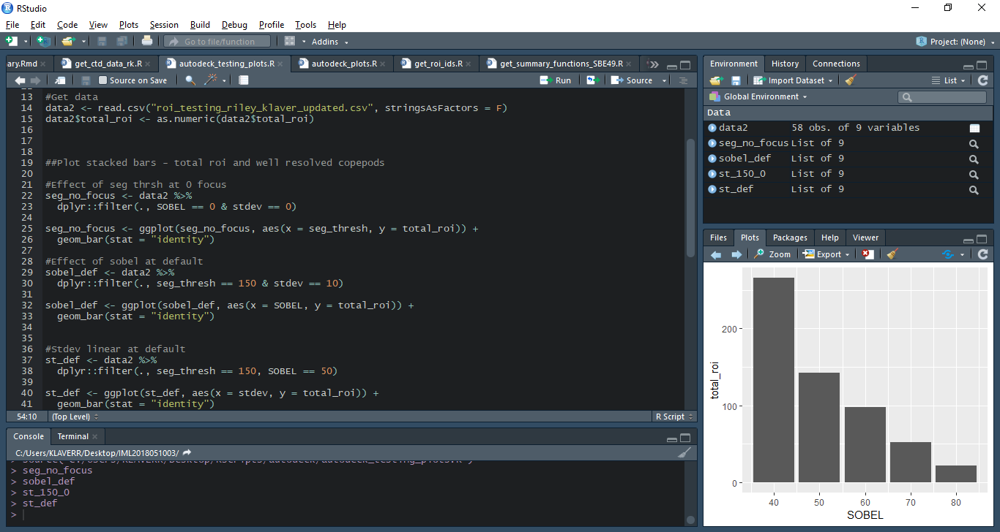 RStudio
File Edit Code View Plots Session Build Debug Profile Tools Help
Go to file/function Addins Project: (None)
ary.Rmd get_ctd_data_rk.R autodeck_testing_plots.R autodeck_plots.R get_roi_ids.R get_summary_functions_SBE49.R
Source on Save Run Source
13 #Get data
14 data2 <- read.csv("roi_testing_riley_klaver_updated.csv", stringsAsFactors = F)
15 data2$total_roi <- as.numeric(data2$total_roi)
16
17
18
19 ##Plot stacked bars - total roi and well resolved copepods
20
21 #Effect of seg thrsh at 0 focus
22 seg_no_focus <- data2 %>%
23 dplyr::filter(., SOBEL == 0 & stdev == 0)
24
25 seg_no_focus <- ggplot(seg_no_focus, aes(x = seg_thresh, y = total_roi)) +
26 geom_bar(stat = "identity")
27
28 #Effect of sobel at default
29 sobel_def <- data2 %>%
30 dplyr::filter(., seg_thresh == 150 & stdev == 10)
31
32 sobel_def <- ggplot(sobel_def, aes(x = SOBEL, y = total_roi)) +
33 geom_bar(stat = "identity")
34
35
36 #Stdev linear at default
37 st_def <- data2 %>%
38 dplyr::filter(., seg_thresh == 150, SOBEL == 50)
39
40 st_def <- ggplot(st_def, aes(x = stdev, y = total_roi)) +
41 geom_bar(stat = "identity")
54:10 (Top Level) R Script
Console Terminal
C:/Users/KLAVERR/Desktop/IML2018051003/
> source('C:/Users/KLAVERR/Desktop/RScripts/autodeck/autodeck_testing_plots.R')
> seg_no_focus
> sobel_def
> st_150_0
> st_def
>
Environment History Connections
Import Dataset List
Global Environment
Data
data2 58 obs. of 9 variables
seg_no_focus List of 9
sobel_def List of 9
st_150_0 List of 9
st_def List of 9
Files Plots Packages Help Viewer
Zoom Export
200
100
0
total_roi
40 50 60 70 80
SOBEL